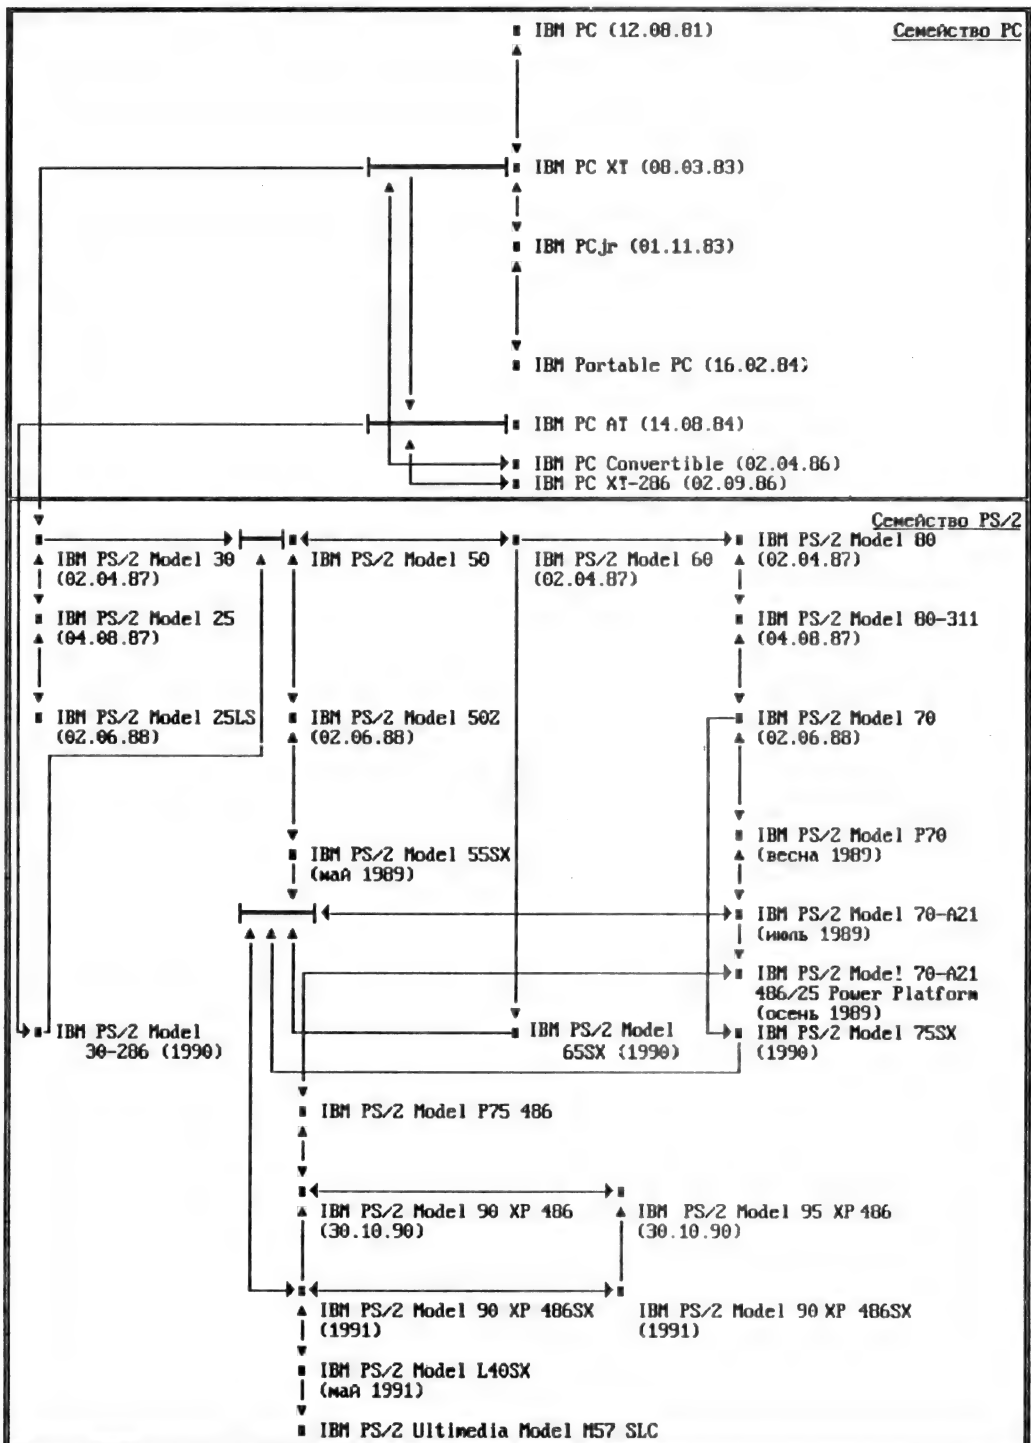 Семейство PC
IBM PC (12.08.81)
IBM PC XT (08.03.83)
IBM PCjr (01.11.83)
IBM Portable PC (16.02.84)
IBM PC AT (14.08.84)
IBM PC Convertible (02.04.86)
IBM PC XT-286 (02.09.86)
Семейство PS/2
IBM PS/2 Model 30
(02.04.87)
IBM PS/2 Model 50
IBM PS/2 Model 60
(02.04.87)
IBM PS/2 Model 80
(02.04.87)
IBM PS/2 Model 25
(04.08.87)
IBM PS/2 Model 80-311
(04.08.87)
IBM PS/2 Model 25LS
(02.06.88)
IBM PS/2 Model 50Z
(02.06.88)
IBM PS/2 Model 70
(02.06.88)
IBM PS/2 Model P70
(весна 1989)
IBM PS/2 Model 55SX
(май 1989)
IBM PS/2 Model 70-A21
(июль 1989)
IBM PS/2 Model 70-A21
486/25 Power Platform
(осень 1989)
IBM PS/2 Model
30-286 (1990)
IBM PS/2 Model
65SX (1990)
IBM PS/2 Model 75SX
(1990)
IBM PS/2 Model P75 486
IBM PS/2 Model 90 XP 486
(30.10.90)
IBM PS/2 Model 95 XP 486
(30.10.90)
IBM PS/2 Model 90 XP 486SX
(1991)
IBM PS/2 Model 90 XP 486SX
(1991)
IBM PS/2 Model L40SX
(май 1991)
IBM PS/2 Ultimedia Model M57 SLC